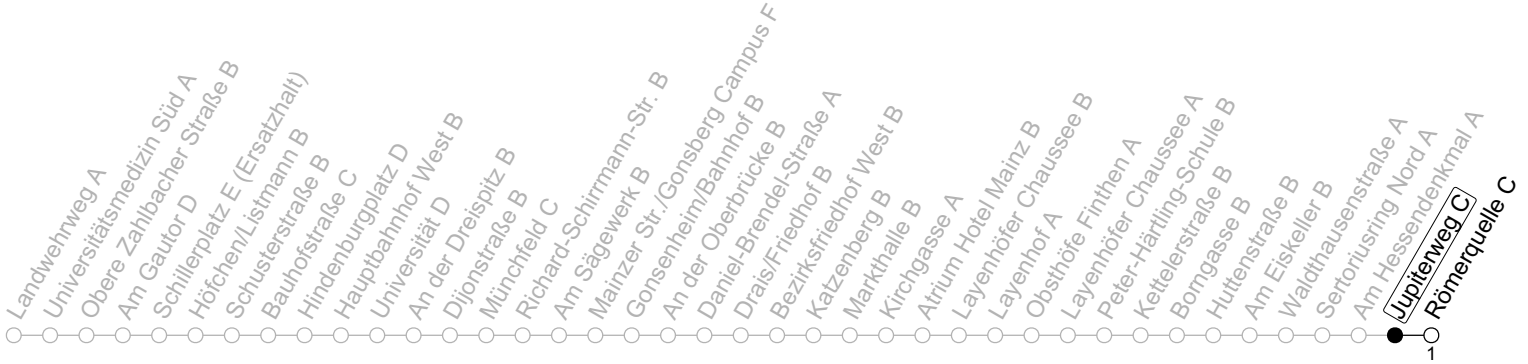 Landwehrweg A
Universitätsmedizin Süd A
Obere Zahlbacher Straße B
Am Gautor D
Schillerplatz E (Ersatzhalt)
Höfchen/Listmann B
Schusterstraße B
Bauhofstraße C
Hindenburgplatz D
Hauptbahnhof West B
Universität D
An der Dreispitz B
Dijonstraße B
Münchfeld C
Richard-Schirrmann-Str. B
Am Sägewerk B
Mainzer Str./Gonsberg Campus F
Gonsenheim/Bahnhof B
An der Oberbrücke B
Danier-Brendel-Straße A
Drais/Friedhof B
Bezirksfriedhof West B
Katzenberg B
Markthalle B
Kirchgasse A
Atrium Hotel Mainz B
Layenhöfer Chaussee B
Layenhof A
Obsthöfe Finthen A
Layenhöfer Chaussee A
Peter-Härtling-Schule B
Kettelerstraße B
Borngasse B
Huttenstraße B
Am Eiskeller B
Waldthausenstraße A
Sertoriusring Nord A
Am Hessendenkmal A
Jupiterweg C
Römerquelle C
1